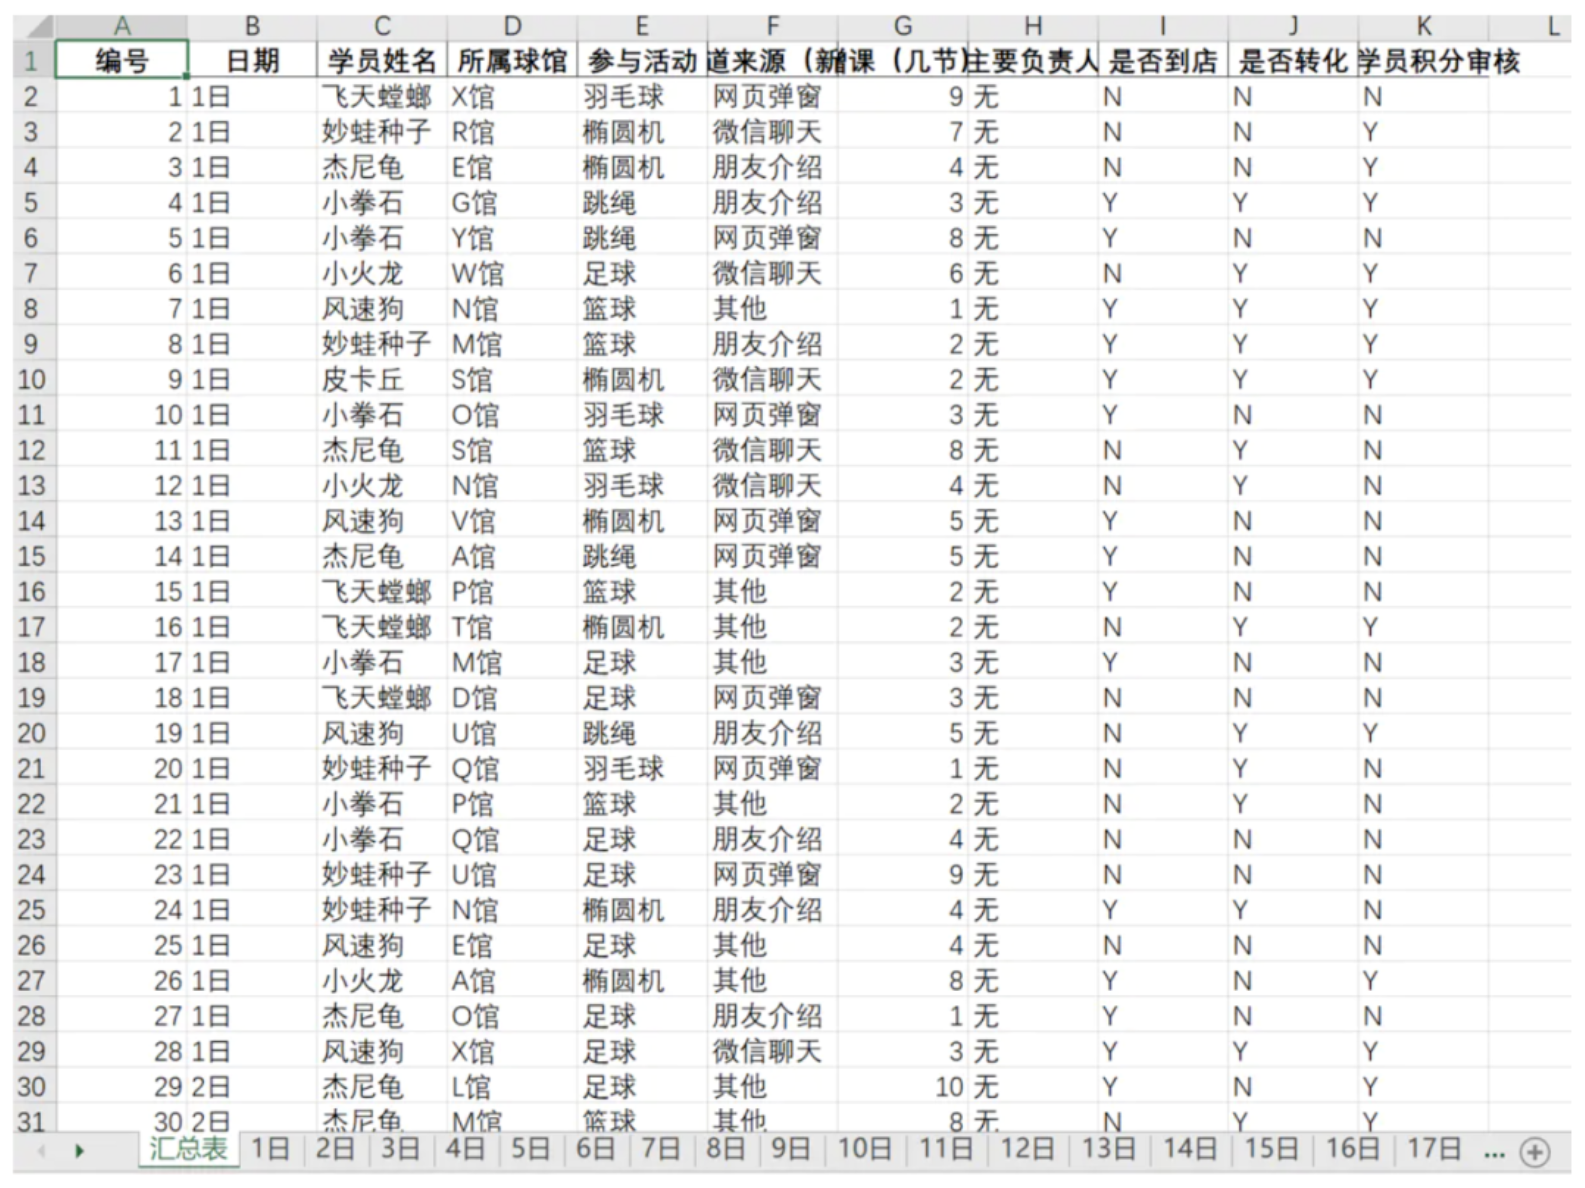 A B C D E F G H I J K L
1 编号 日期 学员姓名 所属球馆 参与活动 道来源（新 课（几节） 主要负责人 是否到店 是否转化 学员积分审核
2 1 1日 飞天螳螂 X馆 羽毛球 网页弹窗 9 无 N N N
3 2 1日 妙蛙种子 R馆 椭圆机 微信聊天 7 无 N N Y
4 3 1日 杰尼龟 E馆 椭圆机 朋友介绍 4 无 N N Y
5 4 1日 小拳石 G馆 跳绳 朋友介绍 3 无 Y Y Y
6 5 1日 小拳石 Y馆 跳绳 网页弹窗 8 无 Y N N
7 6 1日 小火龙 W馆 足球 微信聊天 6 无 N Y Y
8 7 1日 风速狗 N馆 篮球 其他 1 无 Y Y Y
9 8 1日 妙蛙种子 M馆 篮球 朋友介绍 2 无 Y Y Y
10 9 1日 皮卡丘 S馆 椭圆机 微信聊天 2 无 Y Y Y
11 10 1日 小拳石 O馆 羽毛球 网页弹窗 3 无 Y N N
12 11 1日 杰尼龟 S馆 篮球 微信聊天 8 无 N Y N
13 12 1日 小火龙 N馆 羽毛球 微信聊天 4 无 N Y N
14 13 1日 风速狗 V馆 椭圆机 网页弹窗 5 无 Y N N
15 14 1日 杰尼龟 A馆 跳绳 网页弹窗 5 无 Y N N
16 15 1日 飞天螳螂 P馆 篮球 其他 2 无 Y N N
17 16 1日 飞天螳螂 T馆 椭圆机 其他 2 无 N Y Y
18 17 1日 小拳石 M馆 足球 其他 3 无 Y N N
19 18 1日 飞天螳螂 D馆 足球 网页弹窗 3 无 N N N
20 19 1日 风速狗 U馆 跳绳 朋友介绍 5 无 N Y Y
21 20 1日 妙蛙种子 Q馆 羽毛球 网页弹窗 1 无 N Y N
22 21 1日 小拳石 P馆 篮球 其他 2 无 N Y N
23 22 1日 小拳石 Q馆 足球 朋友介绍 4 无 N N N
24 23 1日 妙蛙种子 U馆 足球 网页弹窗 9 无 N N N
25 24 1日 妙蛙种子 N馆 椭圆机 朋友介绍 4 无 Y Y N
26 25 1日 风速狗 E馆 足球 其他 4 无 N N N
27 26 1日 小火龙 A馆 椭圆机 其他 8 无 Y N Y
28 27 1日 杰尼龟 O馆 足球 朋友介绍 1 无 Y N N
29 28 1日 风速狗 X馆 足球 微信聊天 3 无 Y Y Y
30 29 2日 杰尼龟 L馆 足球 其他 10 无 Y N Y
31 30 2日 杰尼龟 M馆 篮球 其他 8 无 N Y Y
汇总表 1日 2日 3日 4日 5日 6日 7日 8日 9日 10日 11日 12日 13日 14日 15日 16日 17日 ...